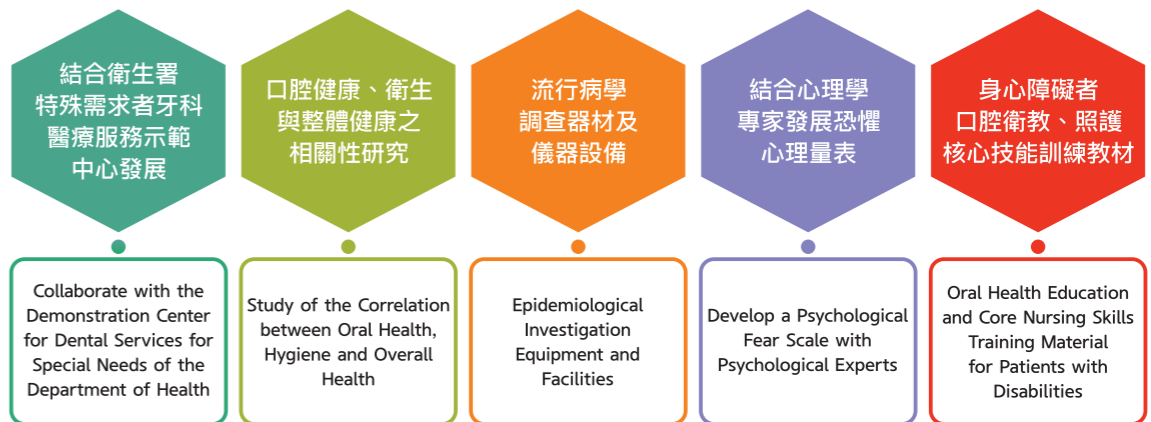 結合衛生署
特殊需求者牙科
醫療服務示範
中心發展
口腔健康、衛生
與整體健康之
相關性研究
流行病學
調查器材及
儀器設備
結合心理學
專家發展恐懼
心理量表
身心障礙者
口腔衛教、照護
核心技能訓練教材
Collaborate with the
Demonstration Center
for Dental Services for
Special Needs of the
Department of Health
Study of the Correlation
between Oral Health,
Hygiene and Overall
Health
Epidemiological
Investigation
Equipment and
Facilities
Develop a Psychological
Fear Scale with
Psychological Experts
Oral Health Education
and Core Nursing Skills
Training Material
for Patients with
Disabilities